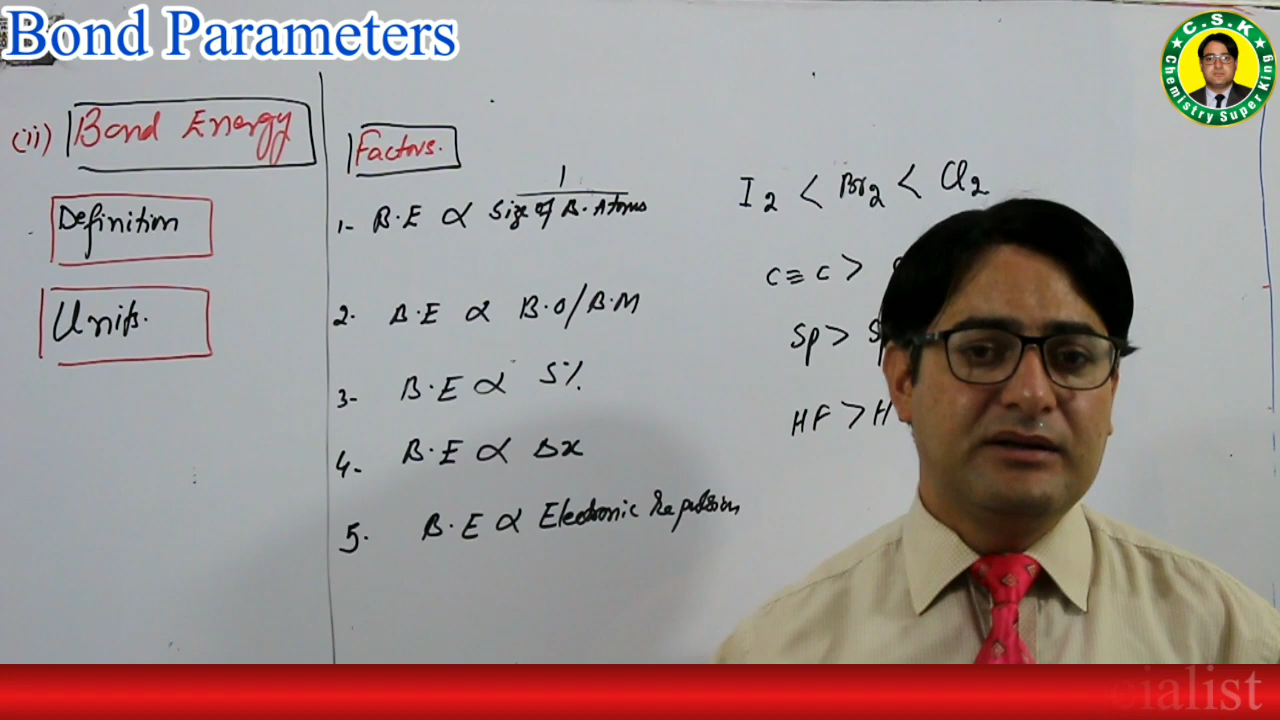 Bond Parameters
C.S.K
Chemistry Super King
(ii) Bond Energy
Definition
Units.
Factors.
1- B.E ∝ 1 / Size of B. Atoms
I₂ < Br₂ < Cl₂
2. B.E ∝ B.O/B.M
C≡C >
3- B.E ∝ S%
Sp >
4- B.E ∝ Δx
HF > H
5. B.E ∝ Electronic Repulsion
cialist